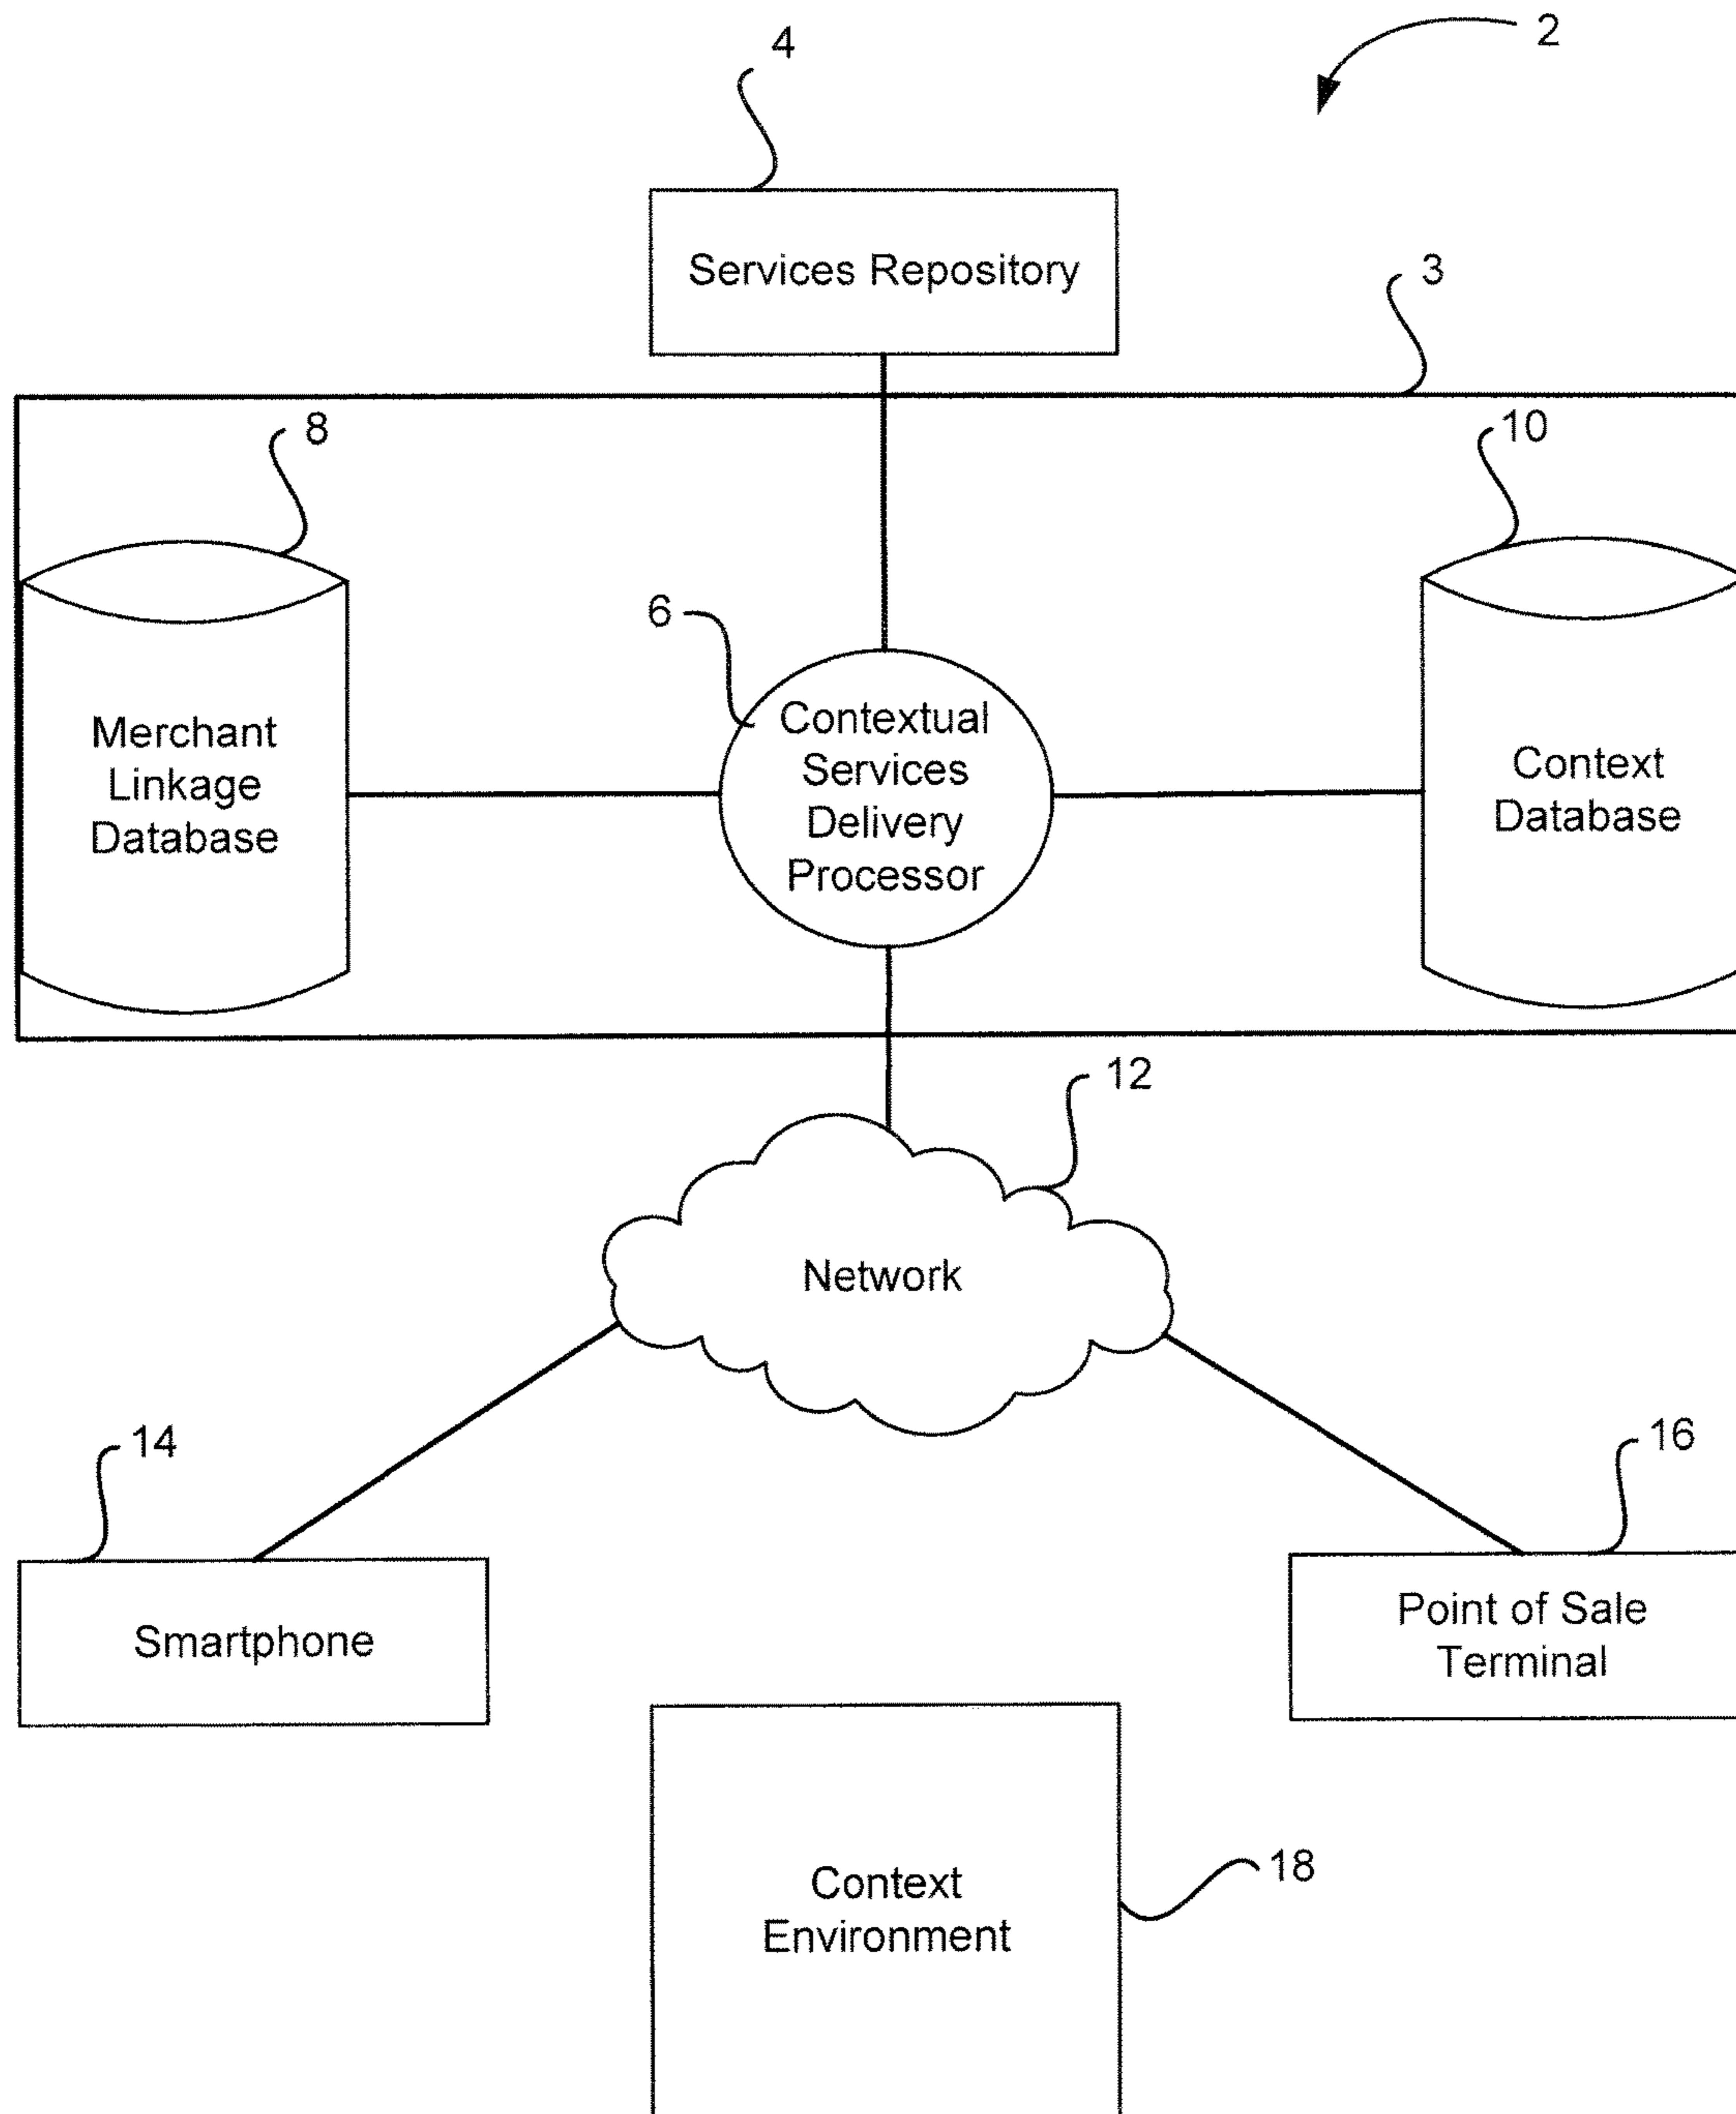 2
4
Services Repository
3
8
10
6
Contextual
Services
Delivery
Processor
Merchant
Linkage
Database
Context
Database
12
Network
14
16
Smartphone
Point of Sale
Terminal
18
Context
Environment